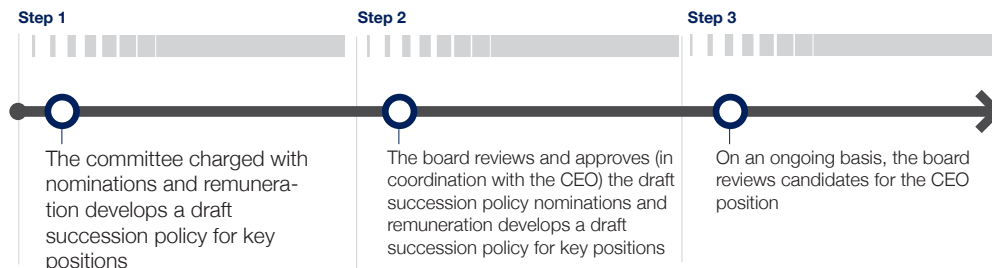 Step 1
The committee charged with
nominations and remunera-
tion develops a draft
succession policy for key
positions
Step 2
The board reviews and approves (in
coordination with the CEO) the draft
succession policy nominations and
remuneration develops a draft
succession policy for key positions
Step 3
On an ongoing basis, the board
reviews candidates for the CEO
position